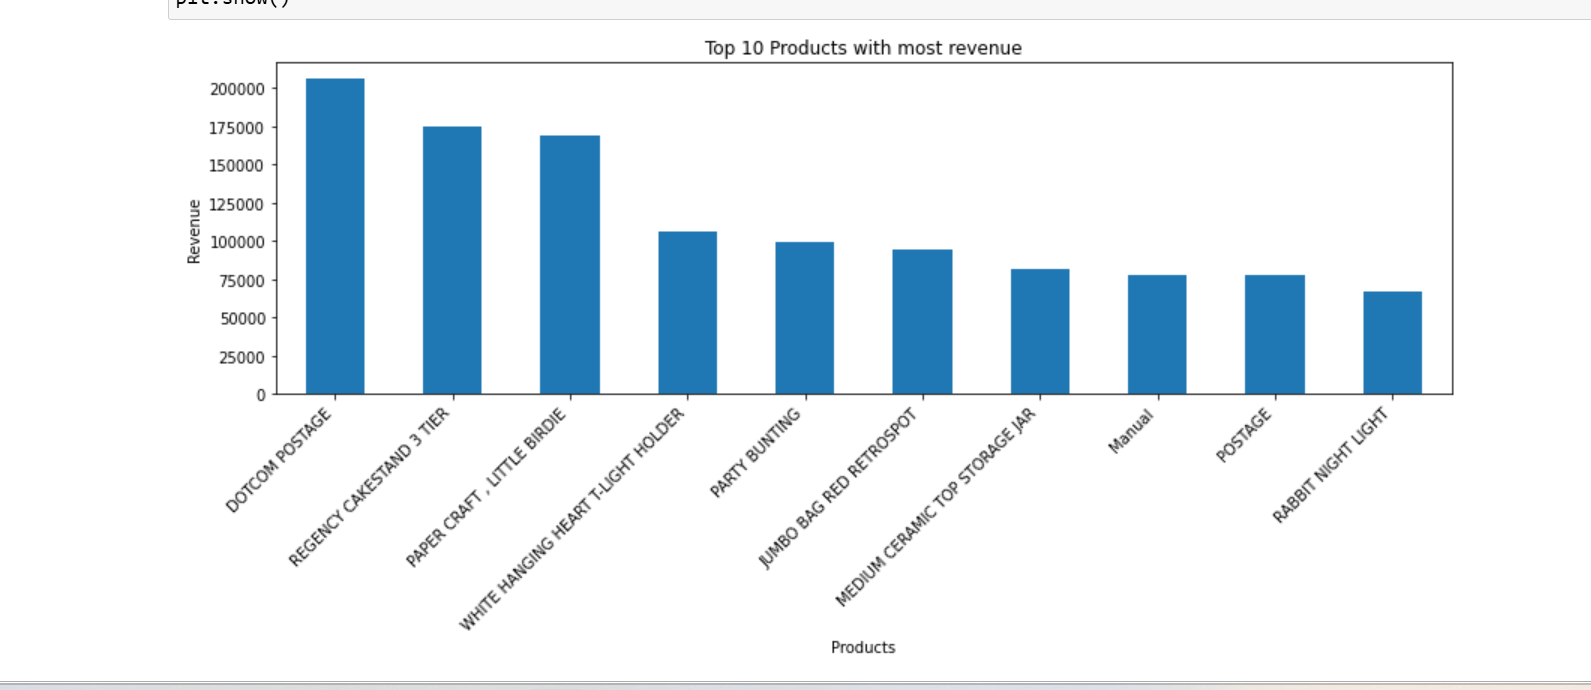 plt.show()
Top 10 Products with most revenue
200000
175000
150000
125000
100000
75000
50000
25000
0
Revenue
DOTCOM POSTAGE
REGENCY CAKESTAND 3 TIER
PAPER CRAFT , LITTLE BIRDIE
WHITE HANGING HEART T-LIGHT HOLDER
PARTY BUNTING
JUMBO BAG RED RETROSPOT
MEDIUM CERAMIC TOP STORAGE JAR
Manual
POSTAGE
RABBIT NIGHT LIGHT
Products